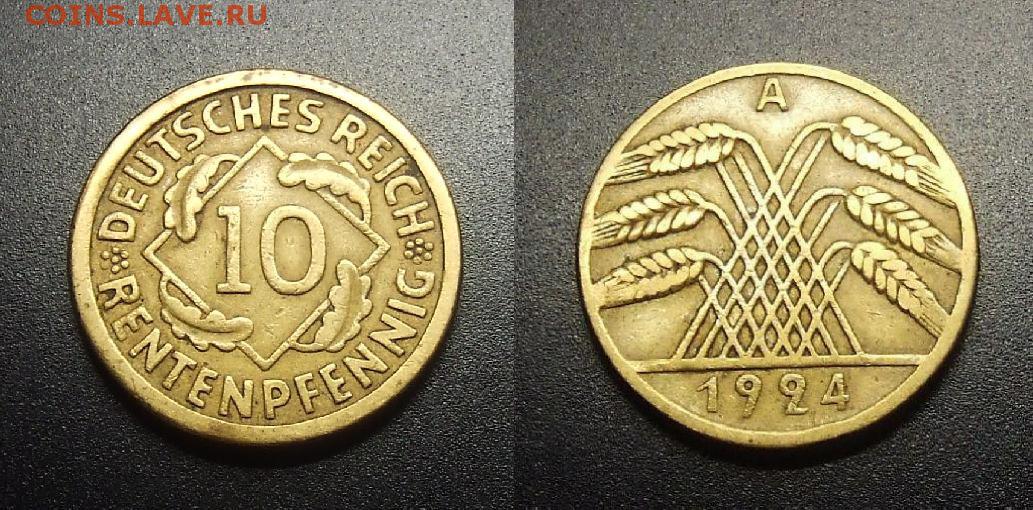 COINS.LAVE.RU
DEUTSCHES REICH
10
RENTENPFENNIG
A
1924